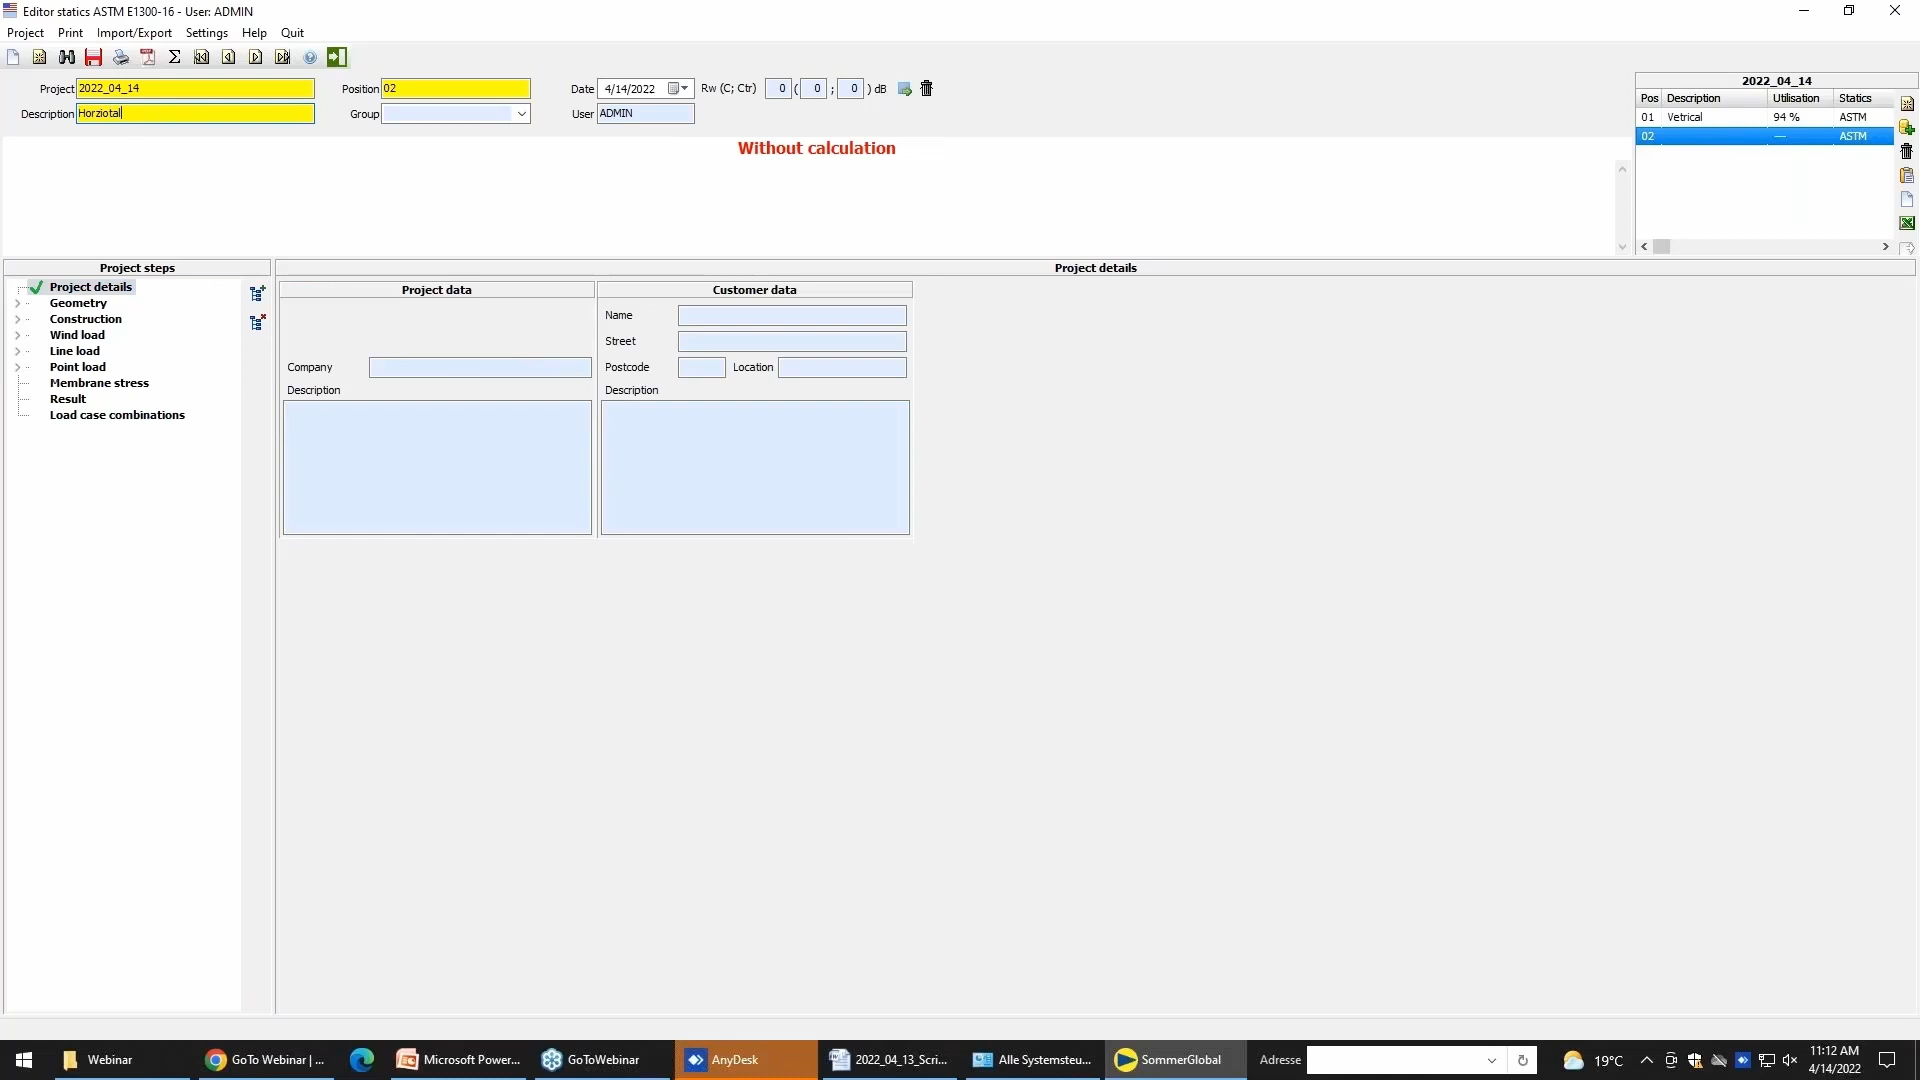 Editor statics ASTM E1300-16 - User: ADMIN
Project Print Import/Export Settings Help Quit
Project 2022_04_14 Position 02 Date 4/14/2022 Rw (C; Ctr) 0 ( 0 ; 0 ) dB
Description Horziotal Group User ADMIN
Without calculation
2022_04_14
Pos Description Utilisation Statics
01 Vetrical 94 % ASTM
02 --- ASTM
Project steps
Project details
Geometry
Construction
Wind load
Line load
Point load
Membrane stress
Result
Load case combinations
Project details
Project data
Company
Description
Customer data
Name
Street
Postcode Location
Description
Webinar GoTo Webinar | ... Microsoft Power... GoToWebinar AnyDesk 2022_04_13_Scri... Alle Systemsteu... SommerGlobal Adresse 19°C 11:12 AM
4/14/2022